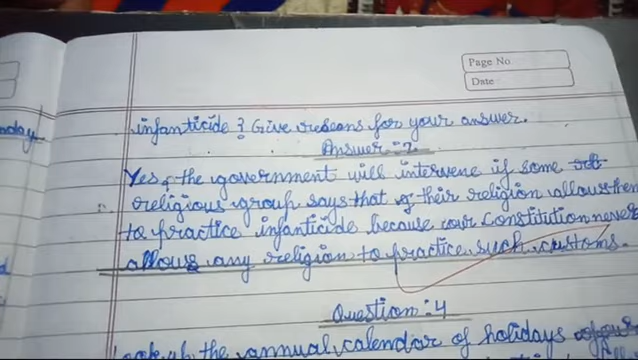 Page No
Date
nday
infanticide ? Give reseans for your answer.
Answer :-
Yes, the government will intervene if some
religious group says that of their religion allows them
to practice infanticide because our Constitution never
allows any religion to practice such customs.
Question :- 4
the annual calendar of holidays